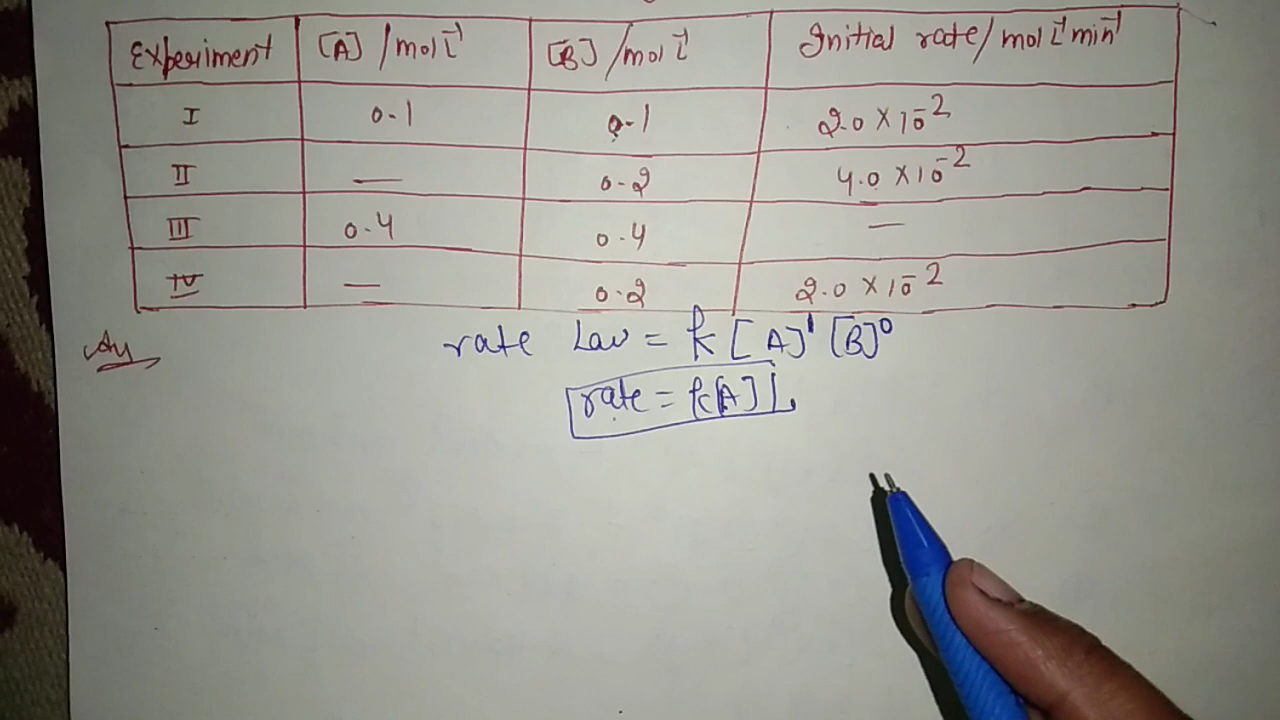 Experiment [A] /mol L⁻¹ [B] /mol L⁻¹ Initial rate/mol L⁻¹ min⁻¹
I 0.1 0.1 2.0 × 10⁻²
II — 0.2 4.0 × 10⁻²
III 0.4 0.4 —
IV — 0.2 2.0 × 10⁻²
Ans rate Law = k [A]¹ [B]⁰
rate = k[A]